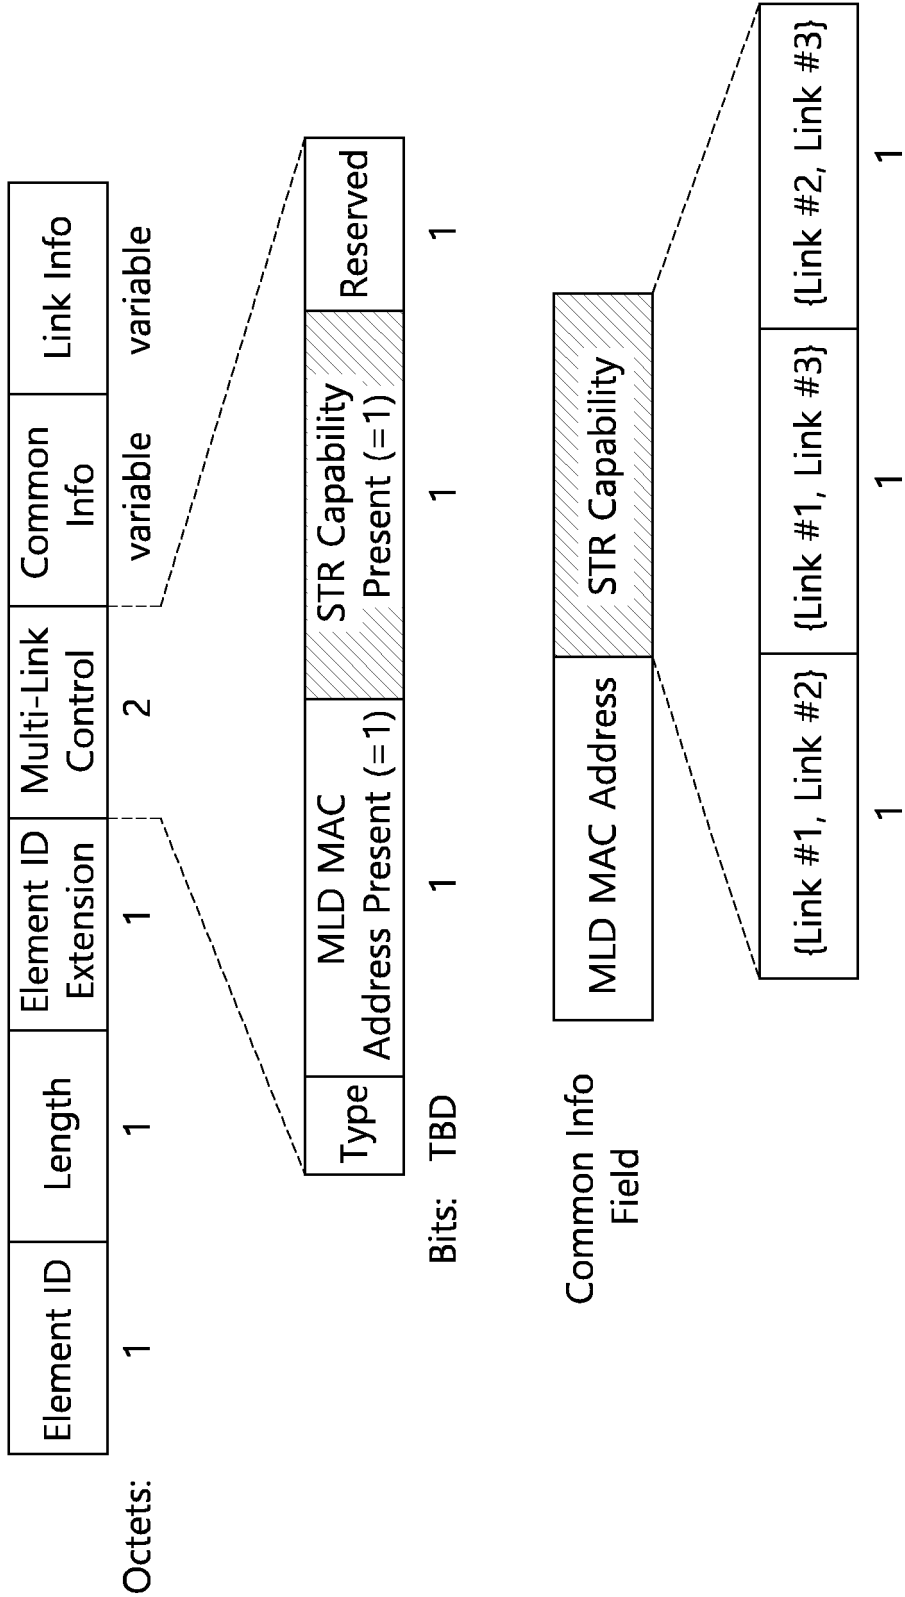 Element ID
Length
Element ID
Extension
Multi-Link
Control
Common
Info
Link Info
Octets:
1
1
1
2
variable
variable
Type
MLD MAC
Address Present (=1)
STR Capability
Present (=1)
Reserved
Bits:
TBD
1
1
1
Common Info
Field
MLD MAC Address
STR Capability
{Link #1, Link #2}
{Link #1, Link #3}
{Link #2, Link #3}
1
1
1